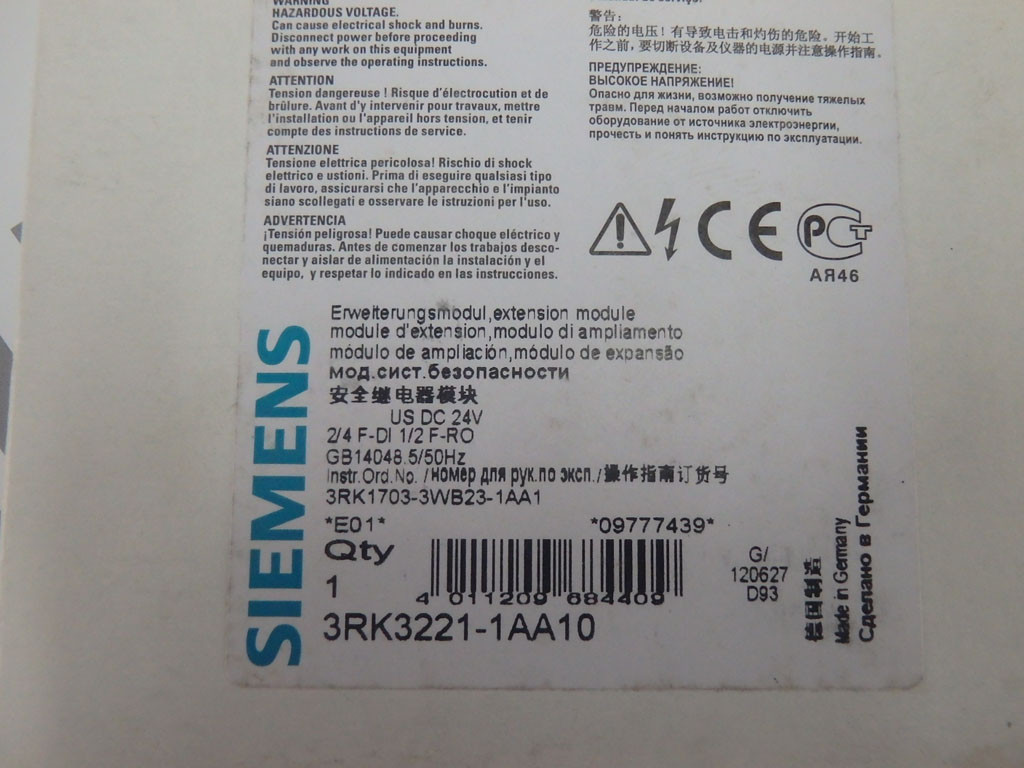 WARNING
HAZARDOUS VOLTAGE.
Can cause electrical shock and burns.
Disconnect power before proceeding
with any work on this equipment
and observe the operating instructions.
ATTENTION
Tension dangereuse ! Risque d'électrocution et de
brûlure. Avant d'y intervenir pour travaux, mettre
l'installation ou l'appareil hors tension, et tenir
compte des instructions de service.
ATTENZIONE
Tensione elettrica pericolosa! Rischio di shock
elettrico e ustioni. Prima di eseguire qualsiasi tipo
di lavoro, assicurarsi che l'apparecchio e l'impianto
siano scollegati e osservare le istruzioni per l'uso.
ADVERTENCIA
¡Tensión peligrosa! Puede causar choque eléctrico y
quemaduras. Antes de comenzar los trabajos desco-
nectar y aislar de alimentación la instalación y el
equipo, y respetar lo indicado en las instrucciones.
警告:
危险的电压! 有导致电击和灼伤的危险。开始工
作之前, 要切断设备及仪器的电源并注意操作指南。
ПРЕДУПРЕЖДЕНИЕ:
ВЫСОКОЕ НАПРЯЖЕНИЕ!
Опасно для жизни, возможно получение тяжелых
травм. Перед началом работ отключить
оборудование от источника электроэнергии,
прочесть и понять инструкцию по эксплуатации.
CE
РСТ
АЯ46
SIEMENS
Erweiterungsmodul,extension module
module d'extension,modulo di ampliamento
módulo de ampliación,módulo de expansão
мод.сист.безопасности
安全继电器模块
US DC 24V
2/4 F-DI 1/2 F-RO
GB14048.5/50Hz
Instr.Ord.No. /номер для рук.по эксп./操作指南订货号
3RK1703-3WB23-1AA1
*E01* *09777439*
Qty
1
4 011209 684409
3RK3221-1AA10
G/
120627
D93
德国制造
Made in Germany
Сделано в Германии